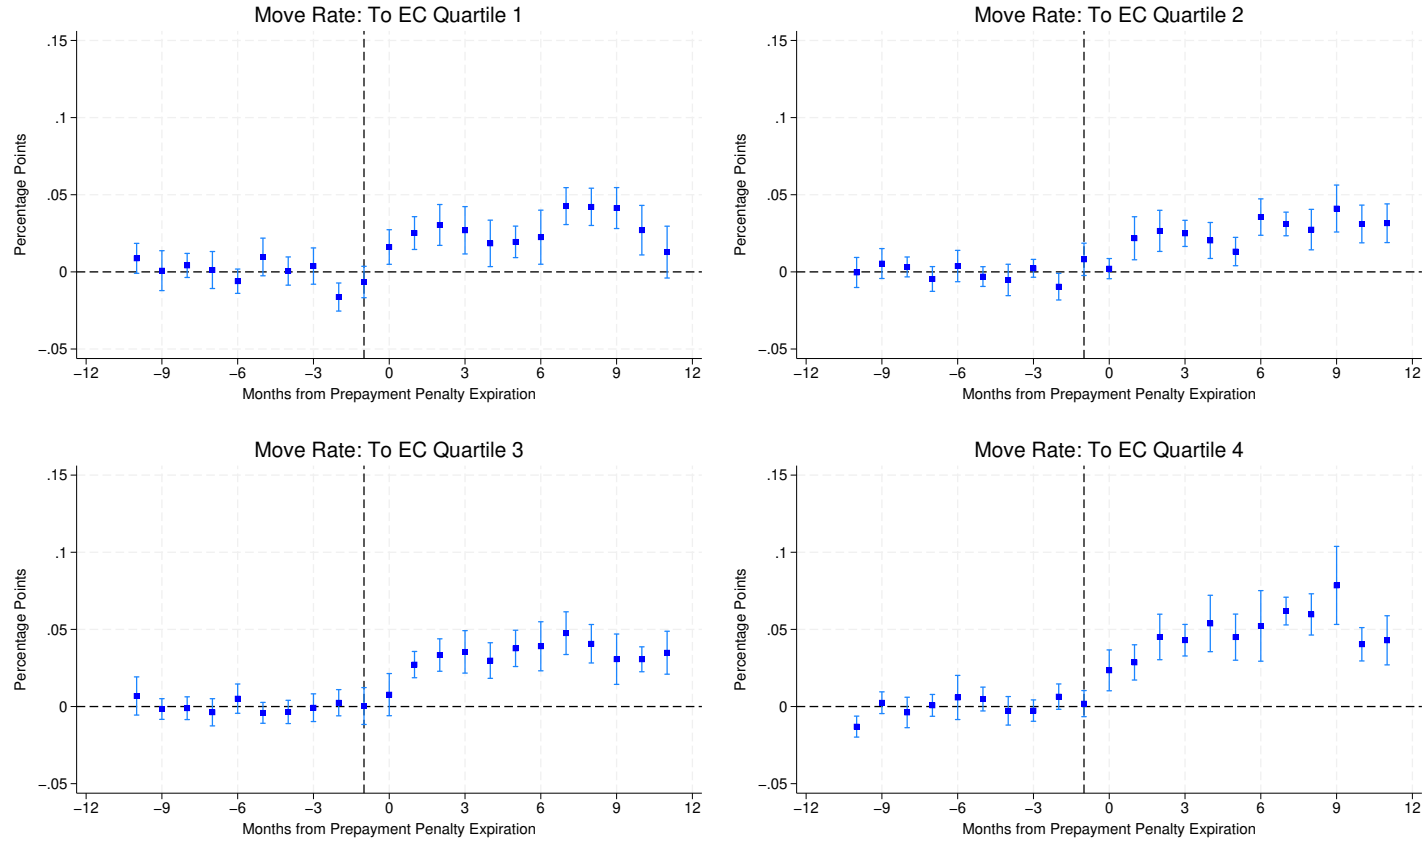 Move Rate: To EC Quartile 1
Percentage Points
.15
.1
.05
0
−.05
−12 −9 −6 −3 0 3 6 9 12
Months from Prepayment Penalty Expiration
Move Rate: To EC Quartile 2
Percentage Points
.15
.1
.05
0
−.05
−12 −9 −6 −3 0 3 6 9 12
Months from Prepayment Penalty Expiration
Move Rate: To EC Quartile 3
Percentage Points
.15
.1
.05
0
−.05
−12 −9 −6 −3 0 3 6 9 12
Months from Prepayment Penalty Expiration
Move Rate: To EC Quartile 4
Percentage Points
.15
.1
.05
0
−.05
−12 −9 −6 −3 0 3 6 9 12
Months from Prepayment Penalty Expiration